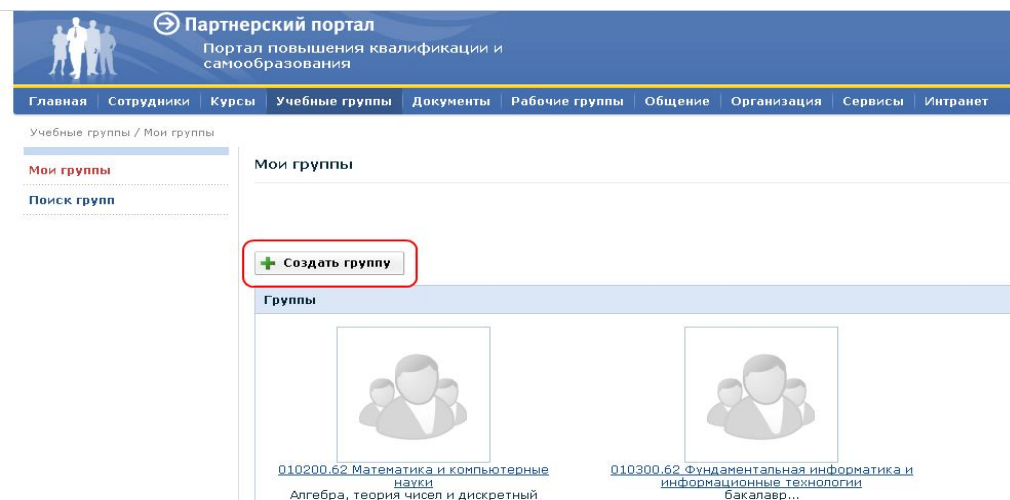 Партнерский портал
Портал повышения квалификации и
самообразования
Главная Сотрудники Курсы Учебные группы Документы Рабочие группы Общение Организация Сервисы Интранет
Учебные группы / Мои группы
Мои группы
Поиск групп
Мои группы
Создать группу
Группы
010200.62 Математика и компьютерные
науки
Алгебра, теория чисел и дискретный
010300.62 Фундаментальная информатика и
информационные технологии
бакалавр...